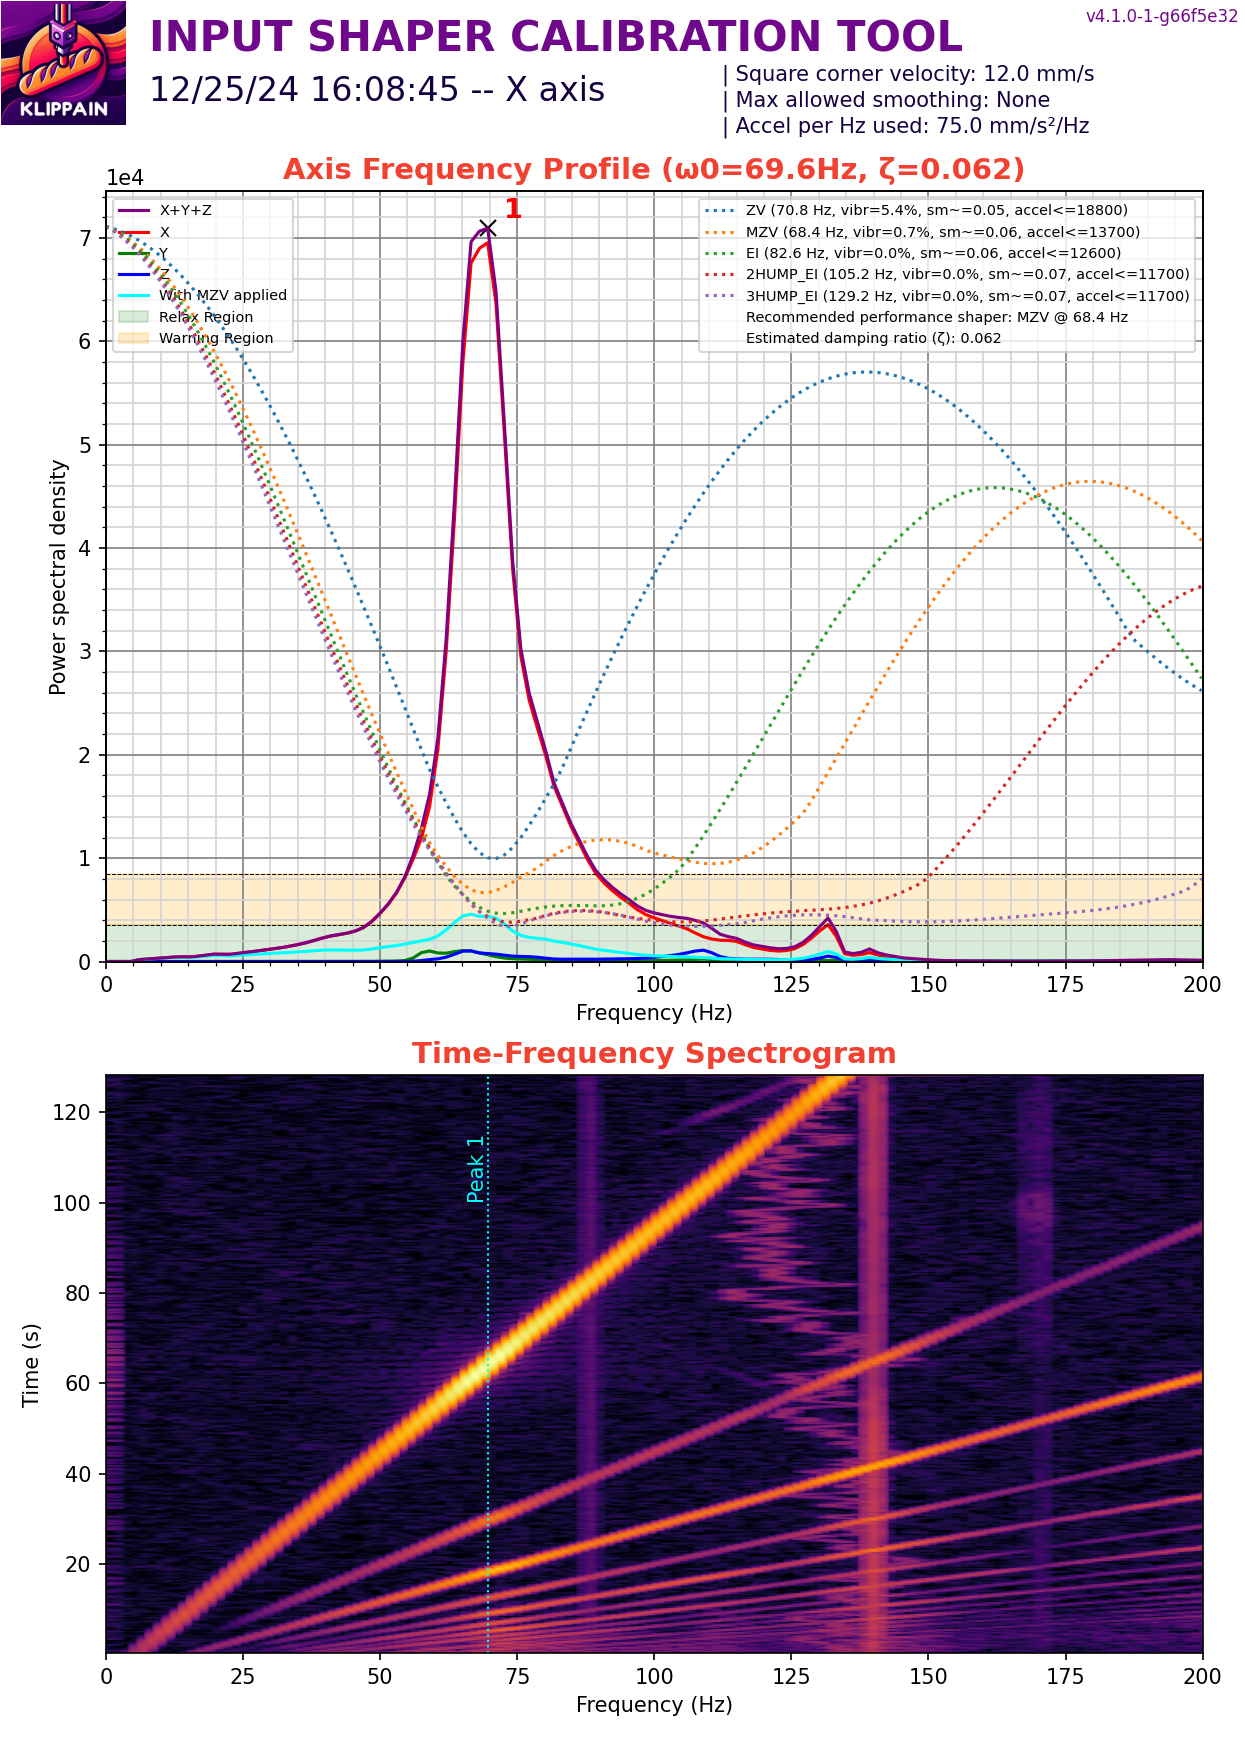 v4.1.0-1-g66f5e32
INPUT SHAPER CALIBRATION TOOL
KLIPPAIN
12/25/24 16:08:45 -- X axis
| Square corner velocity: 12.0 mm/s
| Max allowed smoothing: None
| Accel per Hz used: 75.0 mm/s²/Hz
Axis Frequency Profile (ω0=69.6Hz, ζ=0.062)
1e4
1
X+Y+Z
X
Y
Z
With MZV applied
Relax Region
Warning Region
ZV (70.8 Hz, vibr=5.4%, sm~=0.05, accel<=18800)
MZV (68.4 Hz, vibr=0.7%, sm~=0.06, accel<=13700)
EI (82.6 Hz, vibr=0.0%, sm~=0.06, accel<=12600)
2HUMP_EI (105.2 Hz, vibr=0.0%, sm~=0.07, accel<=11700)
3HUMP_EI (129.2 Hz, vibr=0.0%, sm~=0.07, accel<=11700)
Recommended performance shaper: MZV @ 68.4 Hz
Estimated damping ratio (ζ): 0.062
Power spectral density
7
6
5
4
3
2
1
0
0 25 50 75 100 125 150 175 200
Frequency (Hz)
Time-Frequency Spectrogram
Time (s)
120
100
80
60
40
20
Peak 1
0 25 50 75 100 125 150 175 200
Frequency (Hz)